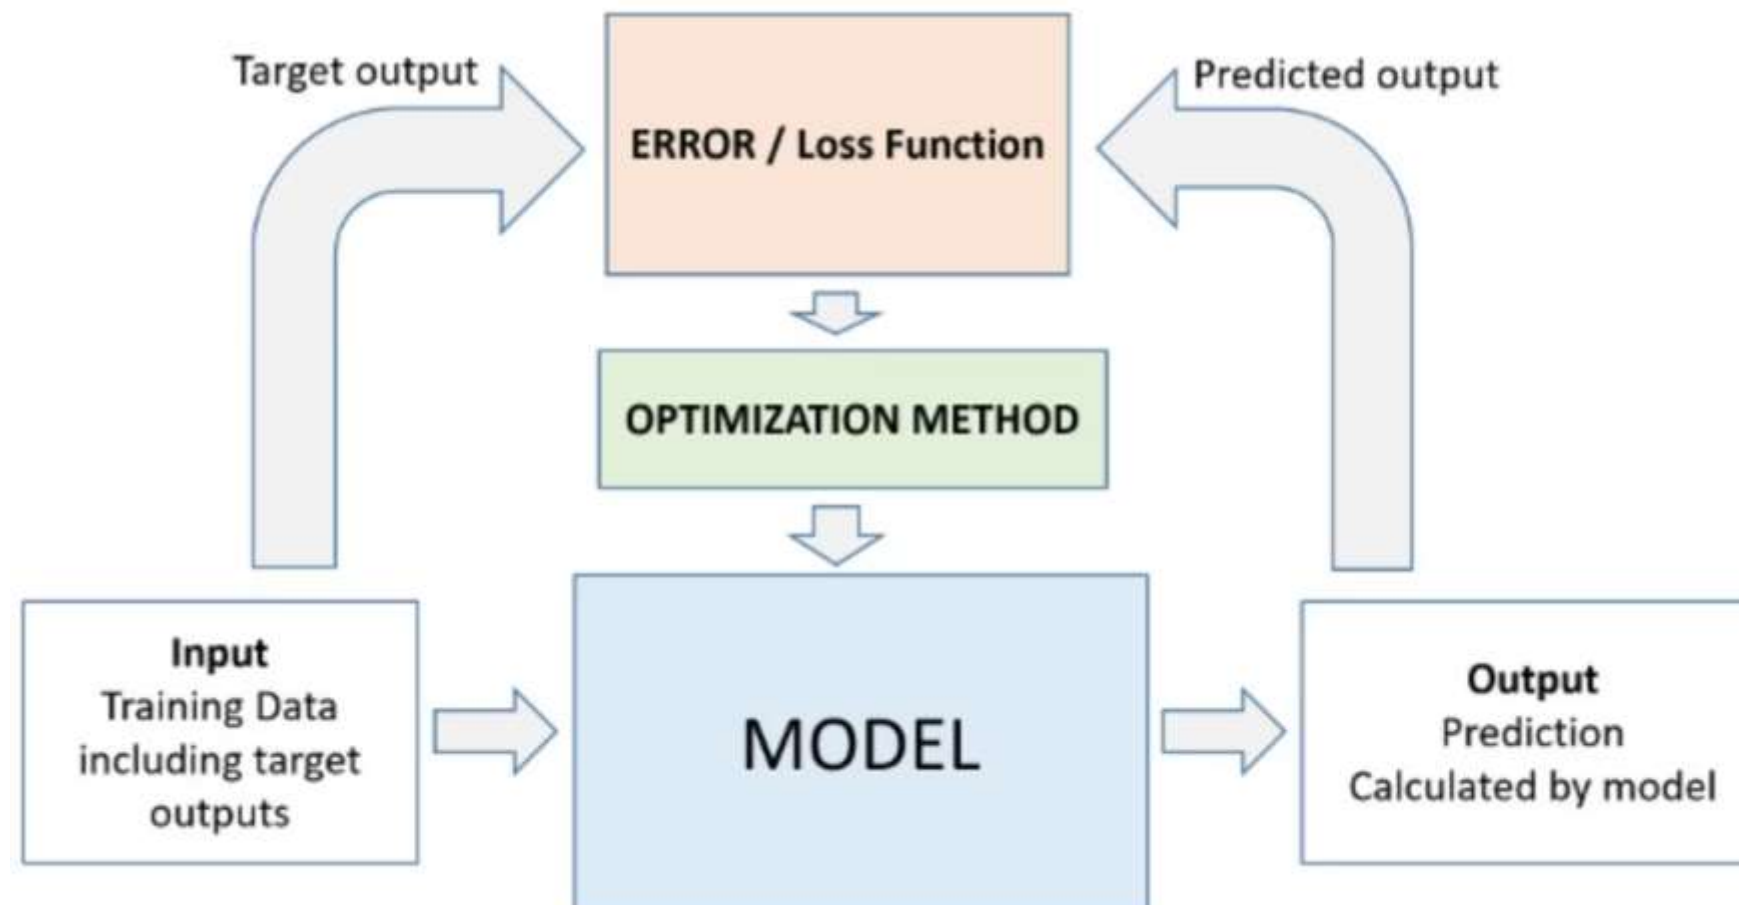 Target output
Predicted output
ERROR / Loss Function
OPTIMIZATION METHOD
Input
Training Data
including target
outputs
MODEL
Output
Prediction
Calculated by model